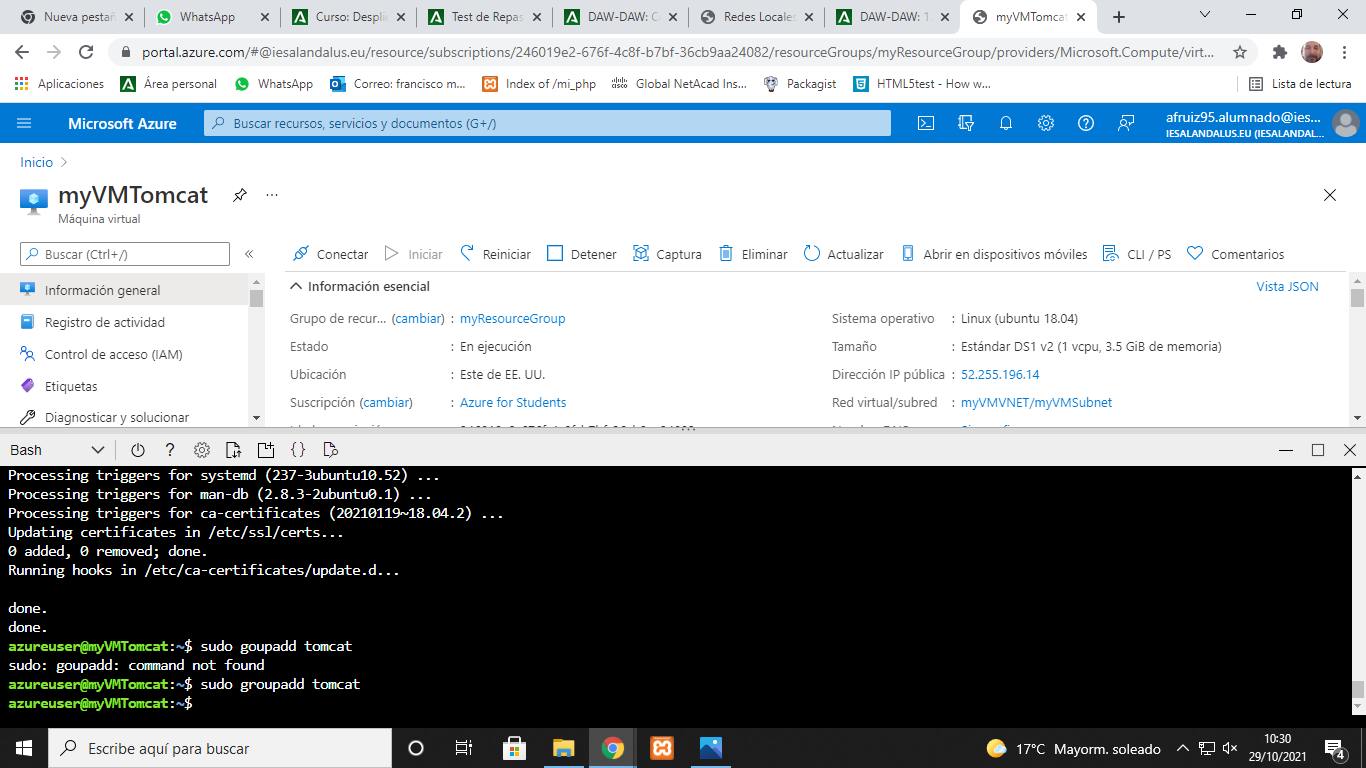 Nueva pestañ
WhatsApp
Curso: Desplie
Test de Repas
DAW-DAW: C
Redes Locales
DAW-DAW: 1.
myVMTomcat
portal.azure.com/#@iesalandalus.eu/resource/subscriptions/246019e2-676f-4c8f-b7bf-36cb9aa24082/resourceGroups/myResourceGroup/providers/Microsoft.Compute/virt...
Aplicaciones
Área personal
WhatsApp
Correo: francisco m...
Index of /mi_php
Global NetAcad Ins...
Packagist
HTML5test - How w...
Lista de lectura
Microsoft Azure
Buscar recursos, servicios y documentos (G+/)
afruiz95.alumnado@ies...
IESALANDALUS.EU (IESALANDAL...
Inicio
myVMTomcat
Máquina virtual
Buscar (Ctrl+/)
Conectar
Iniciar
Reiniciar
Detener
Captura
Eliminar
Actualizar
Abrir en dispositivos móviles
CLI / PS
Comentarios
Información general
Registro de actividad
Control de acceso (IAM)
Etiquetas
Diagnosticar y solucionar
Información esencial
Vista JSON
Grupo de recur... (cambiar) : myResourceGroup
Estado : En ejecución
Ubicación : Este de EE. UU.
Suscripción (cambiar) : Azure for Students
Sistema operativo : Linux (ubuntu 18.04)
Tamaño : Estándar DS1 v2 (1 vcpu, 3.5 GiB de memoria)
Dirección IP pública : 52.255.196.14
Red virtual/subred : myVMVNET/myVMSubnet
Bash
Processing triggers for systemd (237-3ubuntu10.52) ...
Processing triggers for man-db (2.8.3-2ubuntu0.1) ...
Processing triggers for ca-certificates (20210119~18.04.2) ...
Updating certificates in /etc/ssl/certs...
0 added, 0 removed; done.
Running hooks in /etc/ca-certificates/update.d...
done.
done.
azureuser@myVMTomcat:~$ sudo goupadd tomcat
sudo: goupadd: command not found
azureuser@myVMTomcat:~$ sudo groupadd tomcat
azureuser@myVMTomcat:~$
Escribe aquí para buscar
17°C Mayorm. soleado
10:30
29/10/2021
4